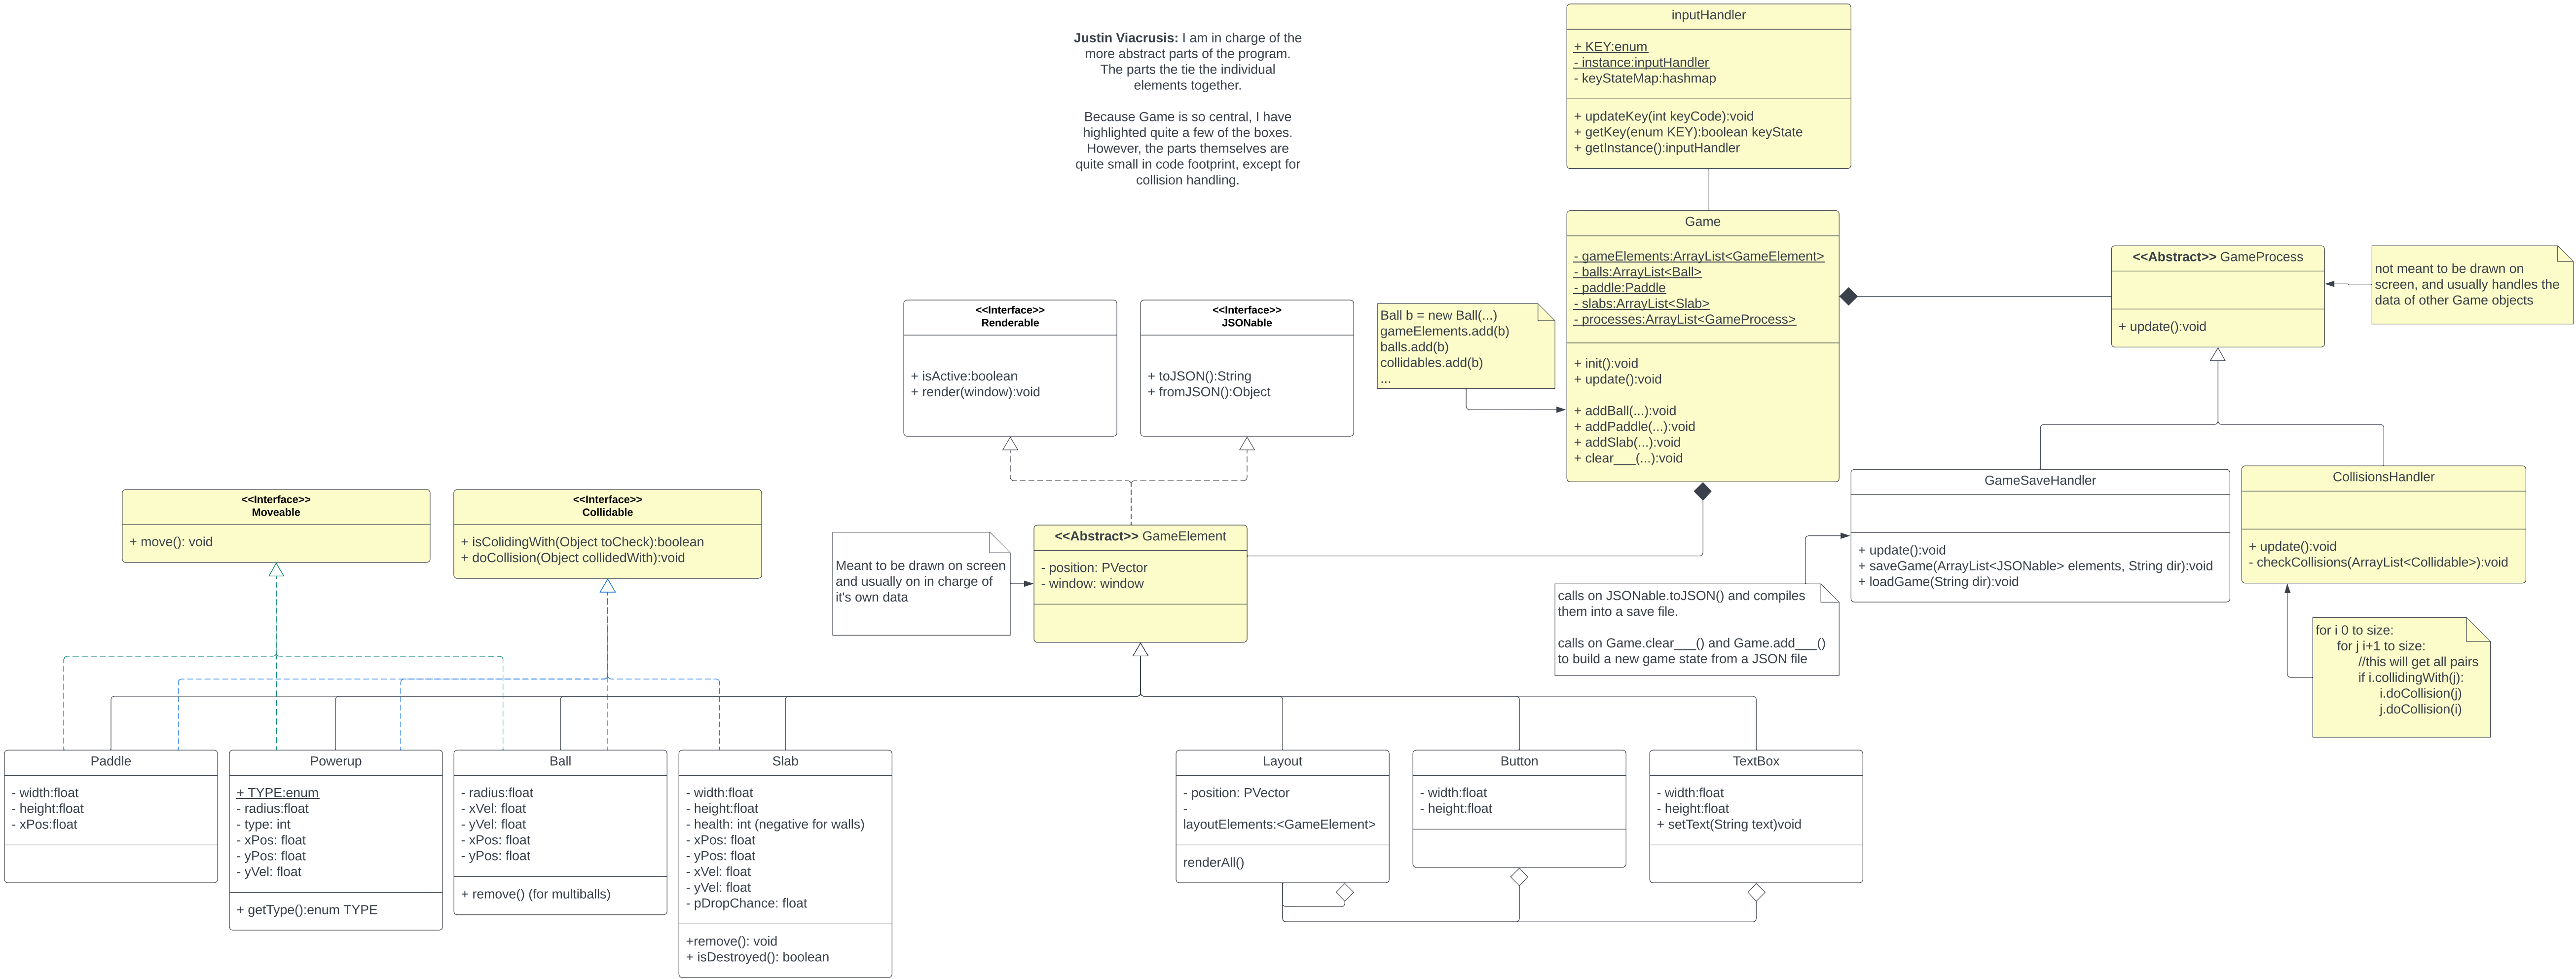 Justin Viacrusis: I am in charge of the
more abstract parts of the program.
The parts the tie the individual
elements together.
Because Game is so central, I have
highlighted quite a few of the boxes.
However, the parts themselves are
quite small in code footprint, except for
collision handling.
inputHandler
+ KEY:enum
- instance:inputHandler
- keyStateMap:hashmap
+ updateKey(int keyCode):void
+ getKey(enum KEY):boolean keyState
+ getInstance():inputHandler
Game
- gameElements:ArrayList<GameElement>
- balls:ArrayList<Ball>
- paddle:Paddle
- slabs:ArrayList<Slab>
- processes:ArrayList<GameProcess>
+ init():void
+ update():void
+ addBall(...):void
+ addPaddle(...):void
+ addSlab(...):void
+ clear___(...):void
<<Abstract>> GameProcess
+ update():void
not meant to be drawn on
screen, and usually handles the
data of other Game objects
<<Interface>>
Renderable
+ isActive:boolean
+ render(window):void
<<Interface>>
JSONable
+ toJSON():String
+ fromJSON():Object
Ball b = new Ball(...)
gameElements.add(b)
balls.add(b)
collidables.add(b)
...
<<Interface>>
Moveable
+ move(): void
<<Interface>>
Collidable
+ isColidingWith(Object toCheck):boolean
+ doCollision(Object collidedWith):void
Meant to be drawn on screen
and usually on in charge of
it's own data
<<Abstract>> GameElement
- position: PVector
- window: window
GameSaveHandler
+ update():void
+ saveGame(ArrayList<JSONable> elements, String dir):void
+ loadGame(String dir):void
CollisionsHandler
+ update():void
- checkCollisions(ArrayList<Collidable>):void
calls on JSONable.toJSON() and compiles
them into a save file.
calls on Game.clear___() and Game.add___()
to build a new game state from a JSON file
for i 0 to size:
for j i+1 to size:
//this will get all pairs
if i.collidingWith(j):
i.doCollision(j)
j.doCollision(i)
Paddle
- width:float
- height:float
- xPos:float
Powerup
+ TYPE:enum
- radius:float
- type: int
- xPos: float
- yPos: float
- yVel: float
+ getType():enum TYPE
Ball
- radius:float
- xVel: float
- yVel: float
- xPos: float
- yPos: float
+ remove() (for multiballs)
Slab
- width:float
- height:float
- health: int (negative for walls)
- xPos: float
- yPos: float
- xVel: float
- yVel: float
- pDropChance: float
+remove(): void
+ isDestroyed(): boolean
Layout
- position: PVector
-
layoutElements:<GameElement>
renderAll()
Button
- width:float
- height:float
TextBox
- width:float
- height:float
+ setText(String text)void